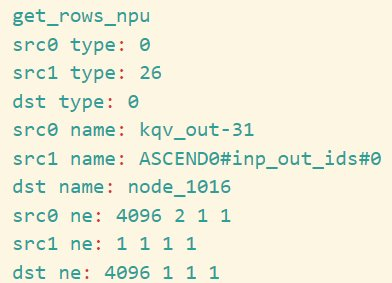 get_rows_npu
src0 type: 0
src1 type: 26
dst type: 0
src0 name: kqv_out-31
src1 name: ASCEND0#inp_out_ids#0
dst name: node_1016
src0 ne: 4096 2 1 1
src1 ne: 1 1 1 1
dst ne: 4096 1 1 1